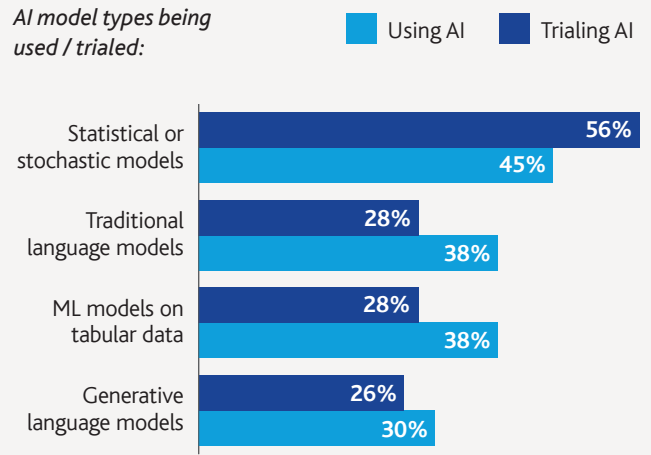 AI model types being
used / trialed:
Using AI
Trialing AI
Statistical or
stochastic models
56%
45%
Traditional
language models
28%
38%
ML models on
tabular data
28%
38%
Generative
language models
26%
30%